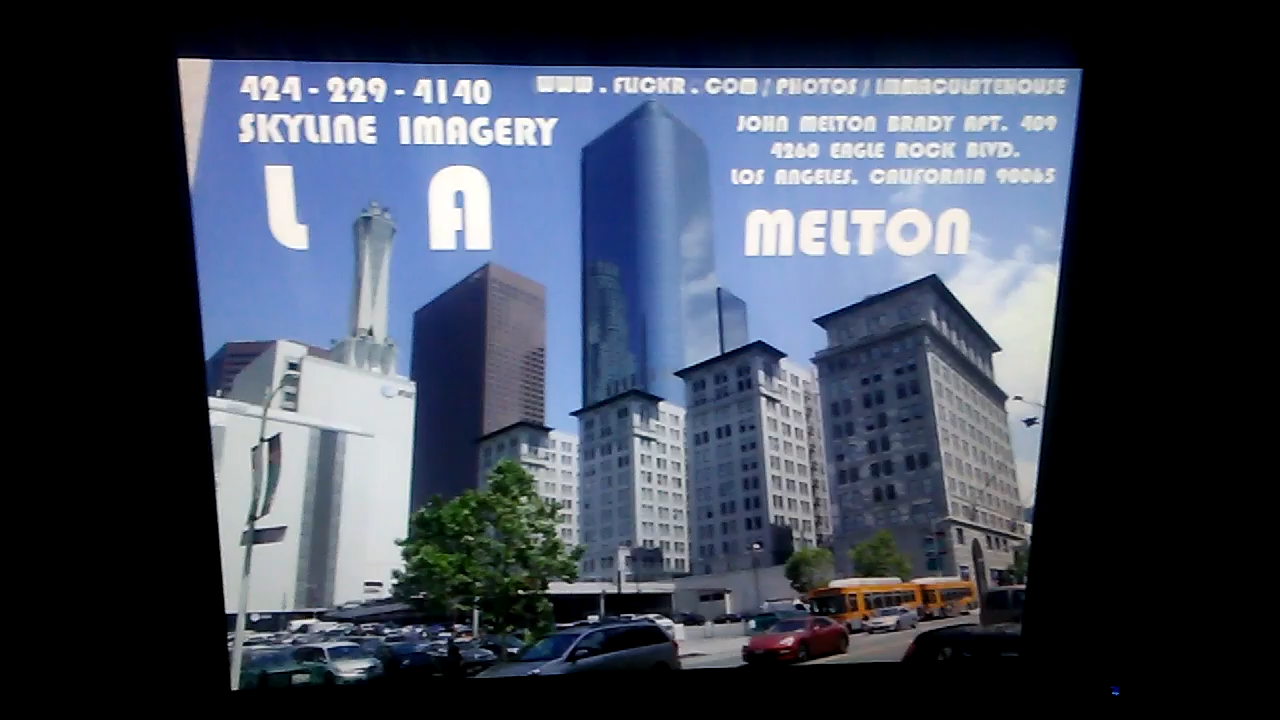 424 - 229 - 4140
WWW . FLICKR . COM / PHOTOS / IMMACULATEHOUSE
SKYLINE IMAGERY
JOHN MELTON BRADY APT. 409
4260 EAGLE ROCK BLVD.
LOS ANGELES, CALIFORNIA 90065
L A
MELTON
at&t